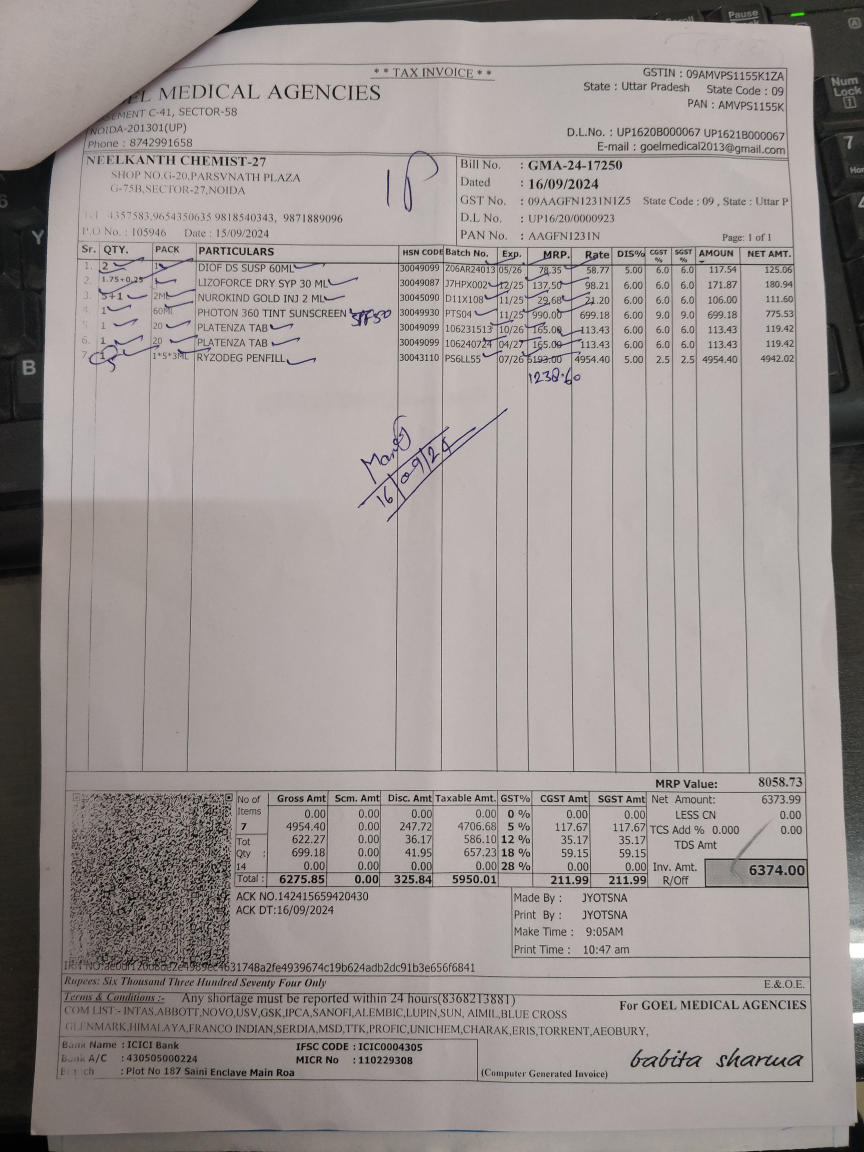 * * TAX INVOICE * *
GSTIN : 09AMVPS1155K1ZA
State : Uttar Pradesh State Code : 09
PAN : AMVPS1155K
MEDICAL AGENCIES
C-41, SECTOR-58
NOIDA-201301(UP)
Phone : 8742991658
D.L.No. : UP1620B000067 UP1621B000067
E-mail : goelmedical2013@gmail.com
NEELKANTH CHEMIST-27
SHOP NO.G-20,PARSVNATH PLAZA
G-75B,SECTOR-27,NOIDA
4357583,9654350635 9818540343, 9871889096
P.O No. : 105946 Date : 15/09/2024
Bill No. : GMA-24-17250
Dated : 16/09/2024
GST No. : 09AAGFN1231N1Z5 State Code : 09 , State : Uttar P
D.L No. : UP16/20/0000923
PAN No. : AAGFN1231N Page: 1 of 1
Sr. QTY. PACK PARTICULARS HSN CODE Batch No. Exp. MRP. Rate DIS% CGST % SGST % AMOUN NET AMT.
1. 2 1 DIOF DS SUSP 60ML 30049099 Z06AR24013 05/26 78.35 58.77 5.00 6.0 6.0 117.54 125.06
2. 1.75+0.25 LIZOFORCE DRY SYP 30 ML 30049087 J7HPX002 12/25 137.50 98.21 6.00 6.0 6.0 171.87 180.94
3. 5+1 2ML NUROKIND GOLD INJ 2 ML 30045090 D11X108 11/25 29.68 21.20 6.00 6.0 6.0 106.00 111.60
4. 1 60ML PHOTON 360 TINT SUNSCREEN SPF50 30049930 PTS04 11/25 990.00 699.18 6.00 9.0 9.0 699.18 775.53
5. 1 20 PLATENZA TAB 30049099 106231513 10/26 165.00 113.43 6.00 6.0 6.0 113.43 119.42
6. 1 20 PLATENZA TAB 30049099 106240724 04/27 165.00 113.43 6.00 6.0 6.0 113.43 119.42
7. 1 1*5*3ML RYZODEG PENFILL 30043110 PS6LL55 07/26 6193.00 4954.40 5.00 2.5 2.5 4954.40 4942.02
5
1238.60
16/09/24
MRP Value: 8058.73
No of Items 7 Tot Qty : 14
Gross Amt Scm. Amt Disc. Amt Taxable Amt. GST% CGST Amt SGST Amt
0.00 0.00 0.00 0.00 0 % 0.00 0.00
4954.40 0.00 247.72 4706.68 5 % 117.67 117.67
622.27 0.00 36.17 586.10 12 % 35.17 35.17
699.18 0.00 41.95 657.23 18 % 59.15 59.15
0.00 0.00 0.00 0.00 28 % 0.00 0.00
Total : 6275.85 0.00 325.84 5950.01 211.99 211.99
Net Amount: 6373.99
LESS CN 0.00
TCS Add % 0.000 0.00
TDS Amt
Inv. Amt. R/Off 6374.00
ACK NO.142415659420430
ACK DT:16/09/2024
Made By : JYOTSNA
Print By : JYOTSNA
Make Time : 9:05AM
Print Time : 10:47 am
Rupees: Six Thousand Three Hundred Seventy Four Only E.& O.E.
Terms & Conditions :- Any shortage must be reported within 24 hours(8368213881)
COM LIST:- INTAS,ABBOTT,NOVO,USV,GSK,IPCA,SANOFI,ALEMBIC,LUPIN,SUN, AIMIL,BLUE CROSS
GLENMARK,HIMALAYA,FRANCO INDIAN,SERDIA,MSD,TTK,PROFIC,UNICHEM,CHARAK,ERIS,TORRENT,AEOBURY,
For GOEL MEDICAL AGENCIES
Bank Name : ICICI Bank IFSC CODE : ICIC0004305
Bank A/C : 430505000224 MICR No : 110229308
: Plot No 187 Saini Enclave Main Roa
(Computer Generated Invoice)
babita sharma
Pause
Num Lock
7
Y
B